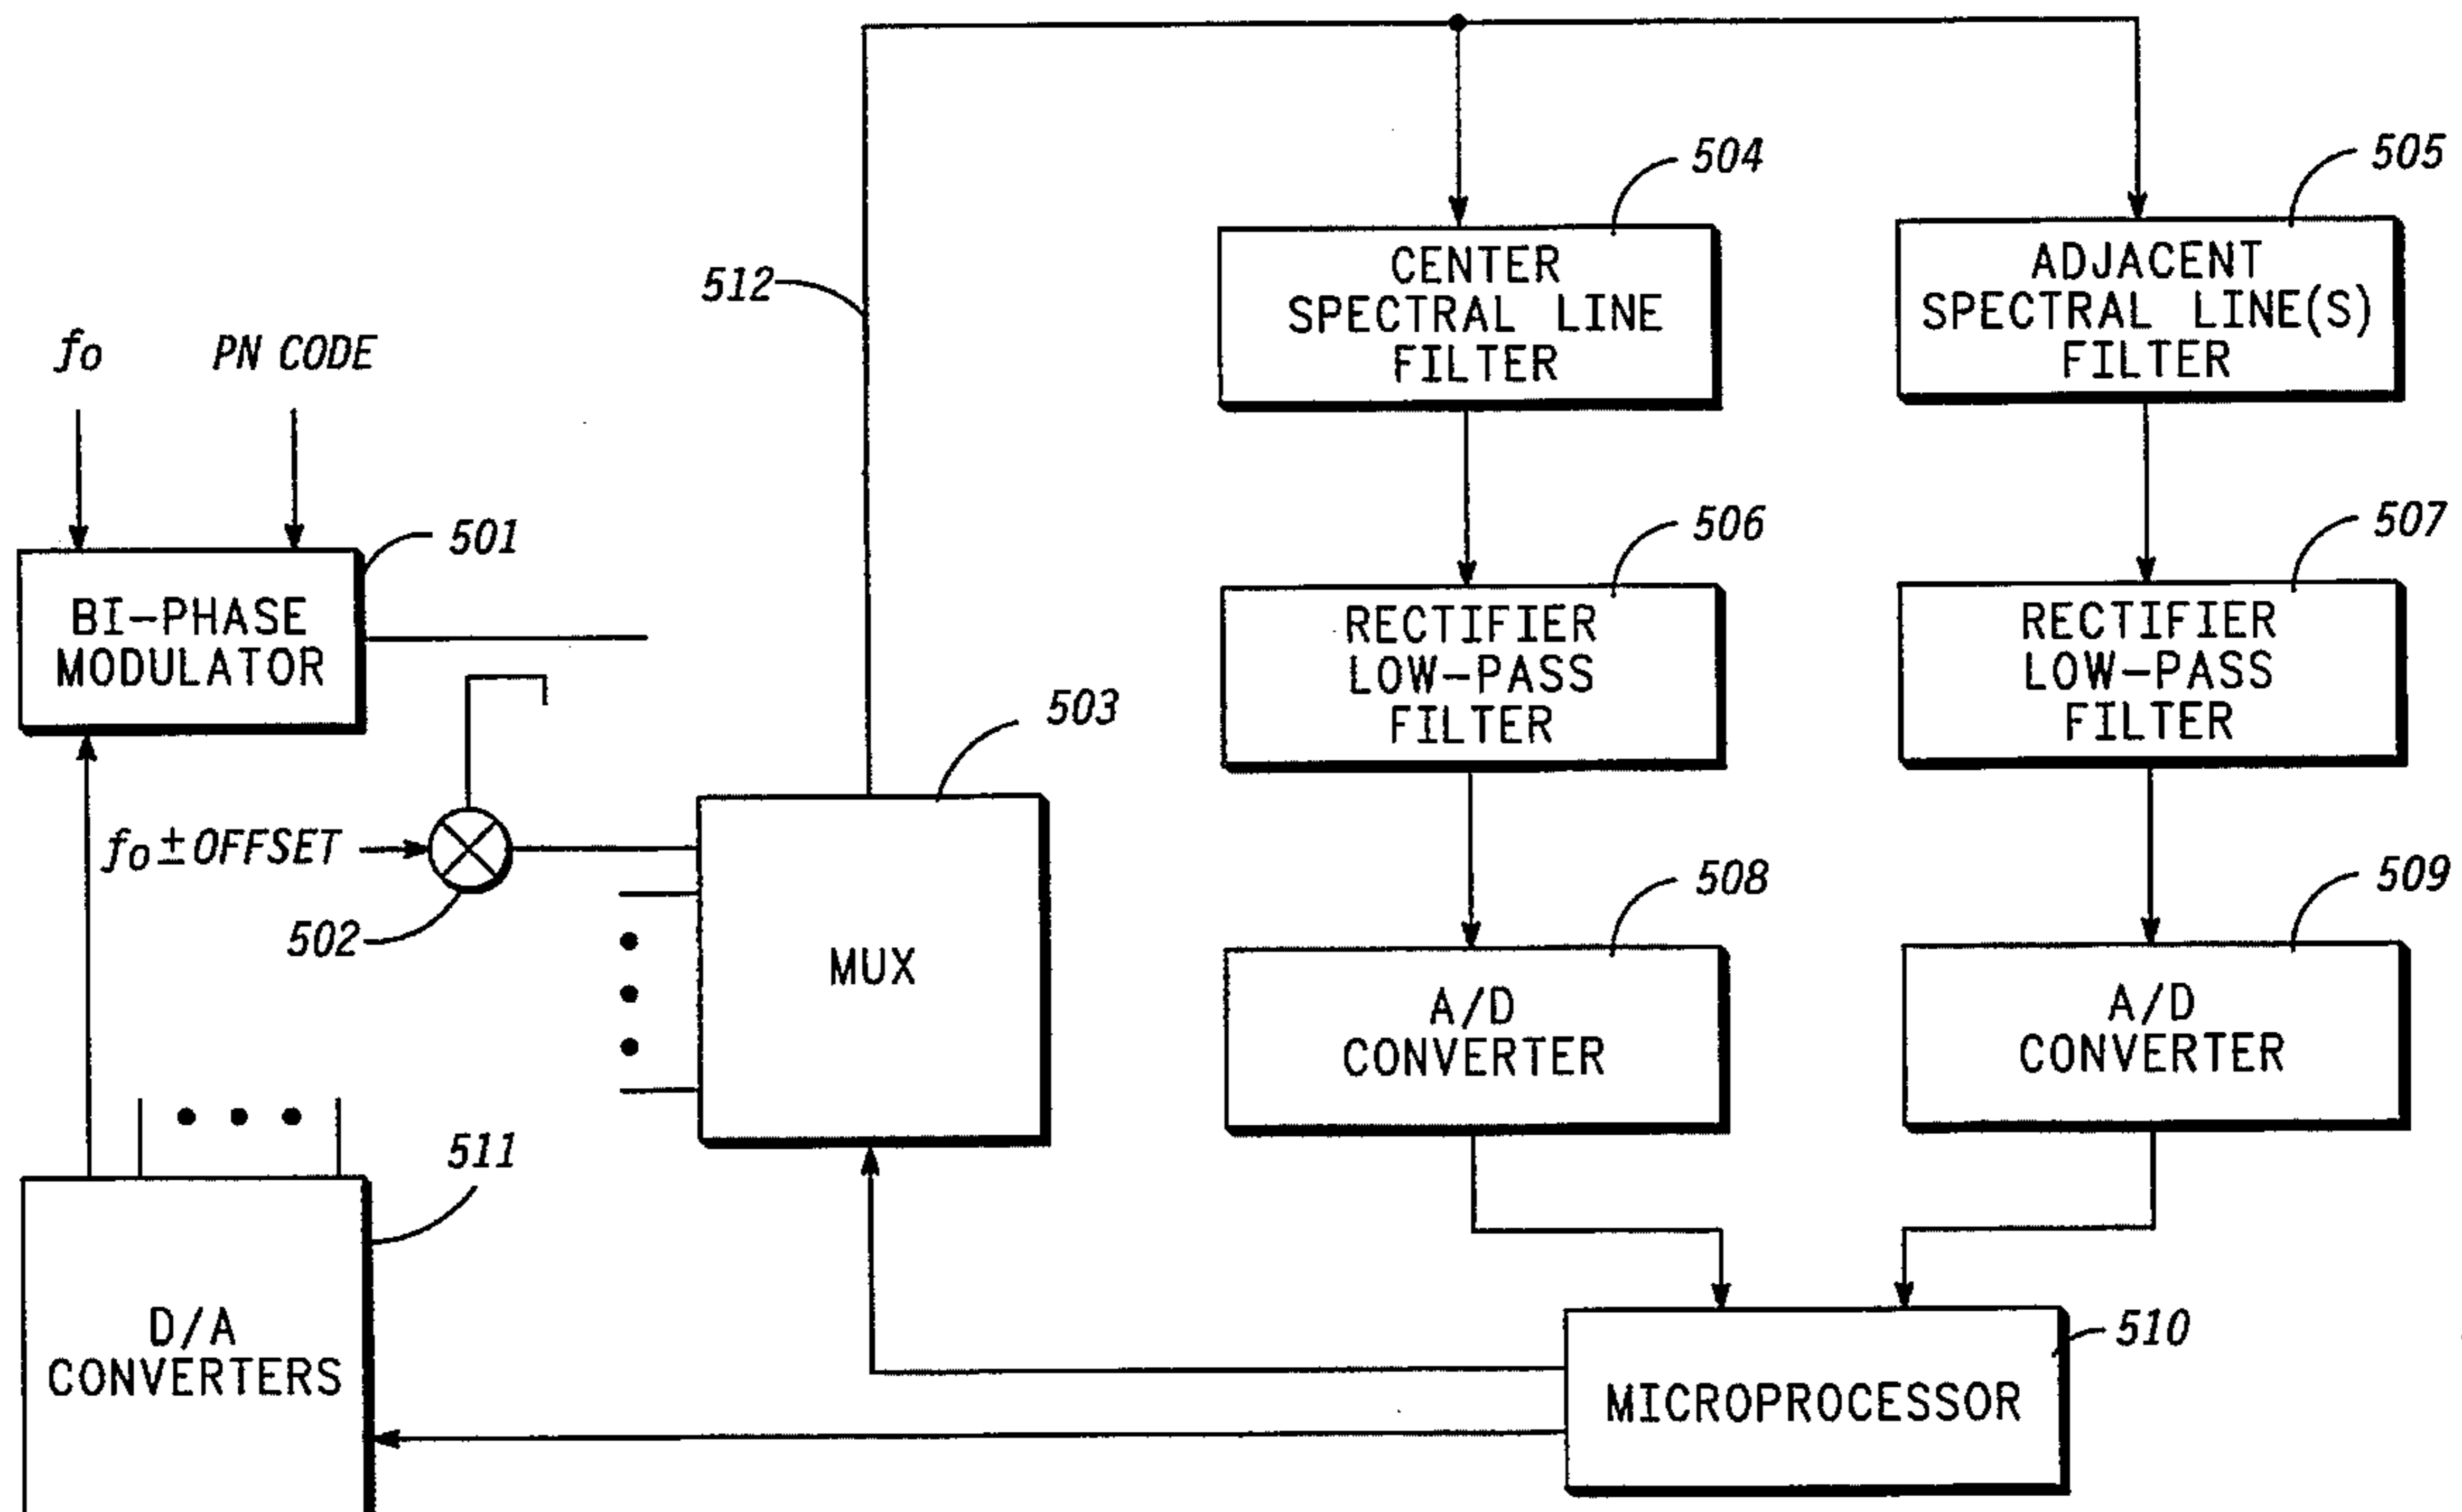 504
505
CENTER
SPECTRAL LINE
FILTER
ADJACENT
SPECTRAL LINE(S)
FILTER
512
fo
PN CODE
501
BI-PHASE
MODULATOR
506
507
RECTIFIER
LOW-PASS
FILTER
RECTIFIER
LOW-PASS
FILTER
503
fo±OFFSET
502
MUX
508
509
A/D
CONVERTER
A/D
CONVERTER
511
D/A
CONVERTERS
510
MICROPROCESSOR